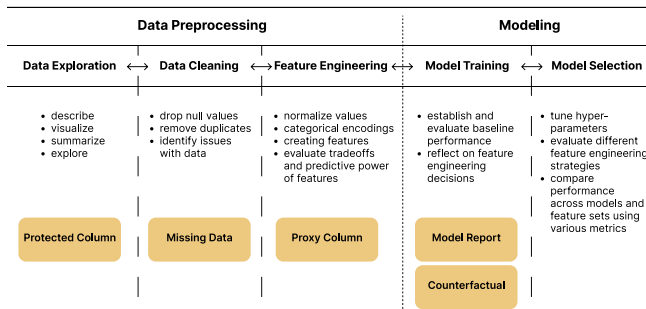 Data Preprocessing
Modeling
Data Exploration
Data Cleaning
Feature Engineering
Model Training
Model Selection
• describe
• visualize
• summarize
• explore
• drop null values
• remove duplicates
• identify issues
with data
• normalize values
• categorical encodings
• creating features
• evaluate tradeoffs
and predictive power
of features
• establish and
evaluate baseline
performance
• reflect on feature
engineering
decisions
• tune hyper-
parameters
• evaluate different
feature engineering
strategies
• compare
performance
across models and
feature sets using
various metrics
Protected Column
Missing Data
Proxy Column
Model Report
Counterfactual